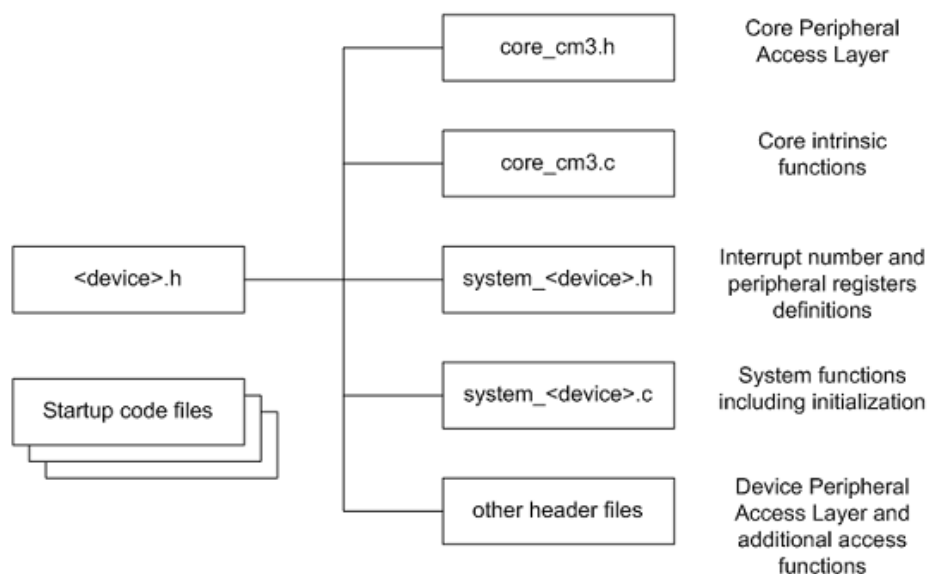 core_cm3.h
Core Peripheral
Access Layer
core_cm3.c
Core intrinsic
functions
<device>.h
system_<device>.h
Interrupt number and
peripheral registers
definitions
Startup code files
system_<device>.c
System functions
including initialization
other header files
Device Peripheral
Access Layer and
additional access
functions